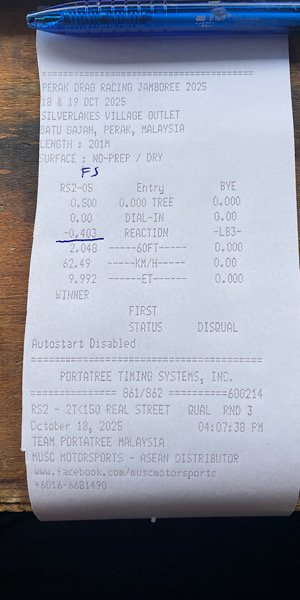 ================================================
PERAK DRAG RACING JAMBOREE 2025
18 & 19 OCT 2025
SILVERLAKES VILLAGE OUTLET
BATU GAJAH, PERAK, MALAYSIA
LENGTH : 201M
SURFACE : NO-PREP / DRY
FS
RS2-05 Entry BYE
0.500 0.000 TREE 0.000
0.00 DIAL-IN 0.00
-0.403 REACTION -LB3-
2.048 ------60FT------ 0.000
62.49 ------KM/H------ 0.00
9.992 -------ET------- 0.000
WINNER
FIRST
STATUS DISQUAL
Autostart Disabled
========================================
PORTATREE TIMING SYSTEMS, INC.
============== 861/862 ==========600214
RS2 - 2T<150 REAL STREET QUAL RND 3
October 18, 2025 04:07:38 PM
TEAM PORTATREE MALAYSIA
MUSC MOTORSPORTS - ASEAN DISTRIBUTOR
www.facebook.com/muscmotorsports
+6016-6681490